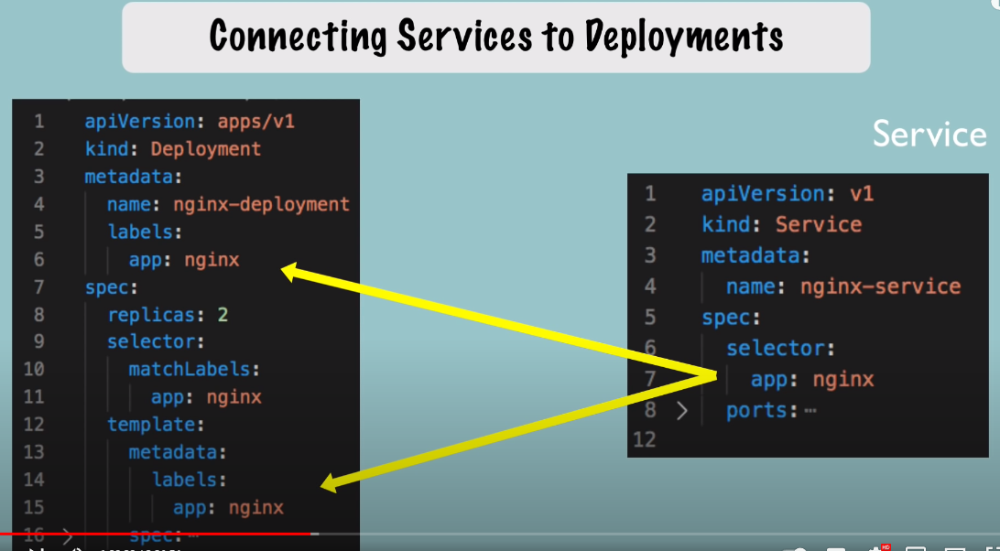 Connecting Services to Deployments
1 apiVersion: apps/v1
2 kind: Deployment
3 metadata:
4 name: nginx-deployment
5 labels:
6 app: nginx
7 spec:
8 replicas: 2
9 selector:
10 matchLabels:
11 app: nginx
12 template:
13 metadata:
14 labels:
15 app: nginx
16 spec:
Service
1 apiVersion: v1
2 kind: Service
3 metadata:
4 name: nginx-service
5 spec:
6 selector:
7 app: nginx
8 ports:
12
HD